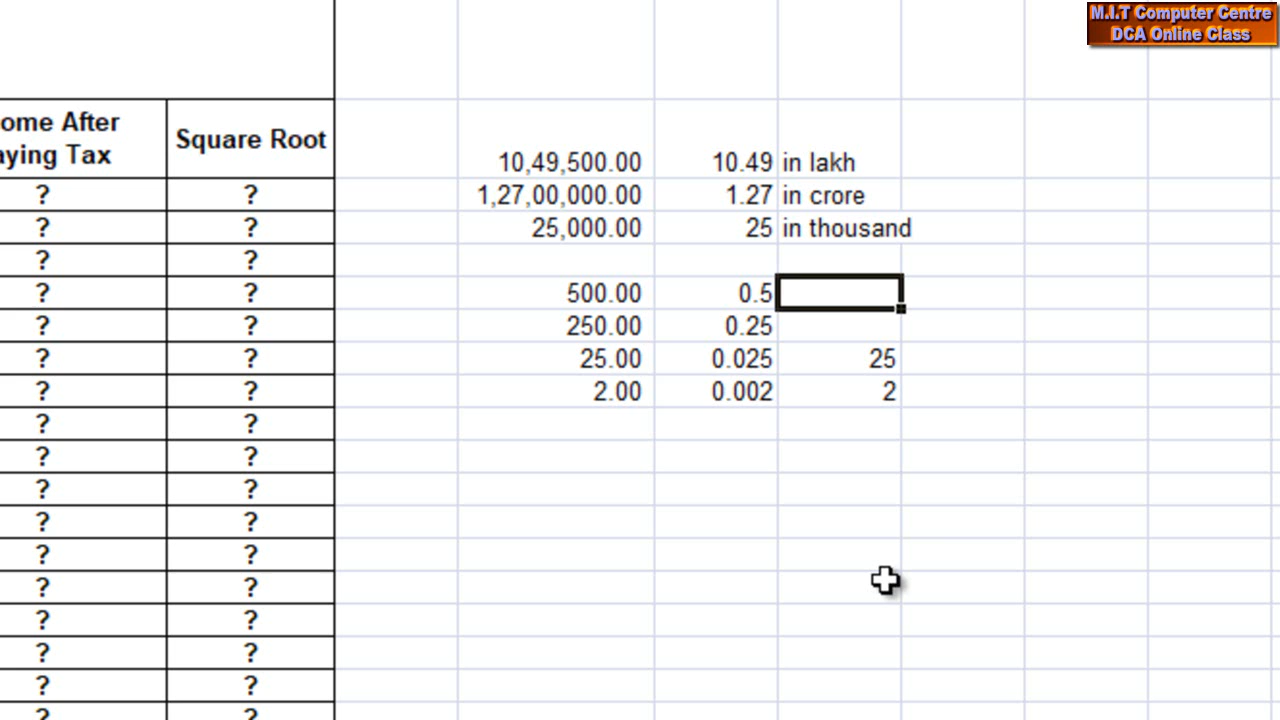 M.I.T Computer Centre
DCA Online Class
ome After
aying Tax
Square Root
10,49,500.00 10.49 in lakh
? ? 1,27,00,000.00 1.27 in crore
? ? 25,000.00 25 in thousand
? ?
? ? 500.00 0.5
? ? 250.00 0.25
? ? 25.00 0.025 25
? ? 2.00 0.002 2
? ?
? ?
? ?
? ?
? ?
? ?
? ?
? ?
? ?
? ?